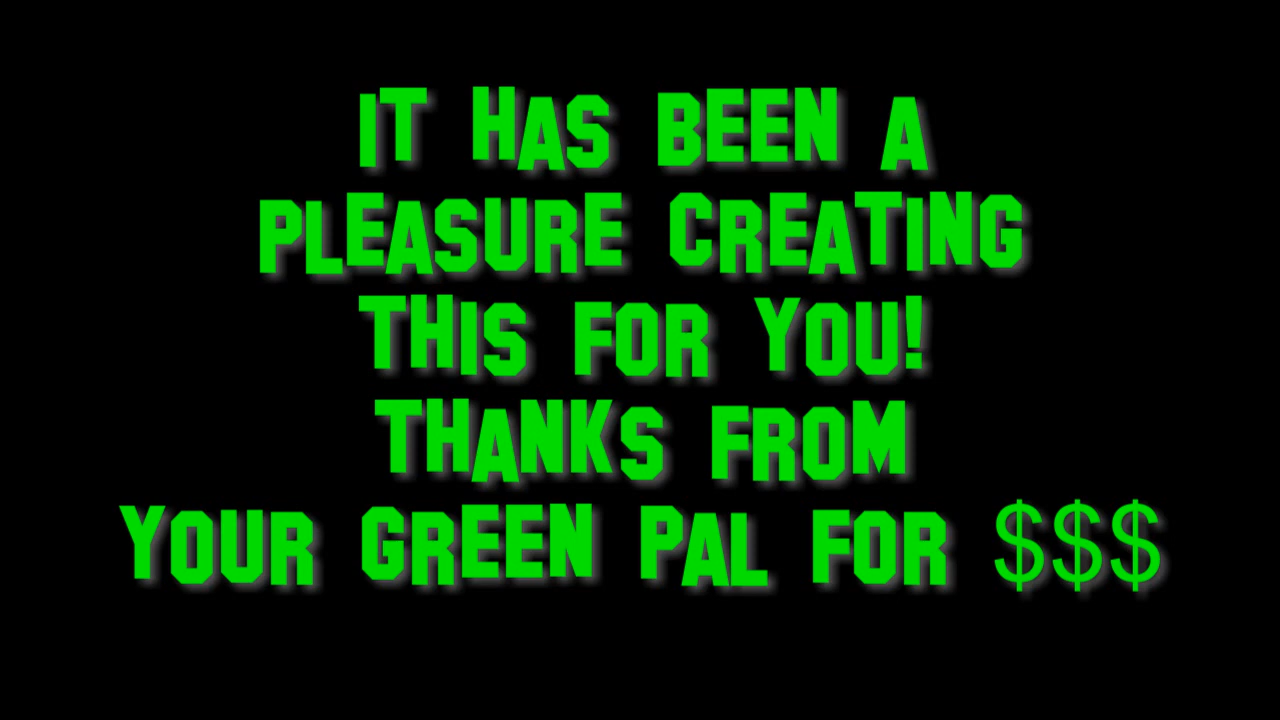 IT HAS BEEN A
PLEASURE CREATING
THIS FOR YOU!
THANKS FROM
YOUR GREEN PAL FOR $$$